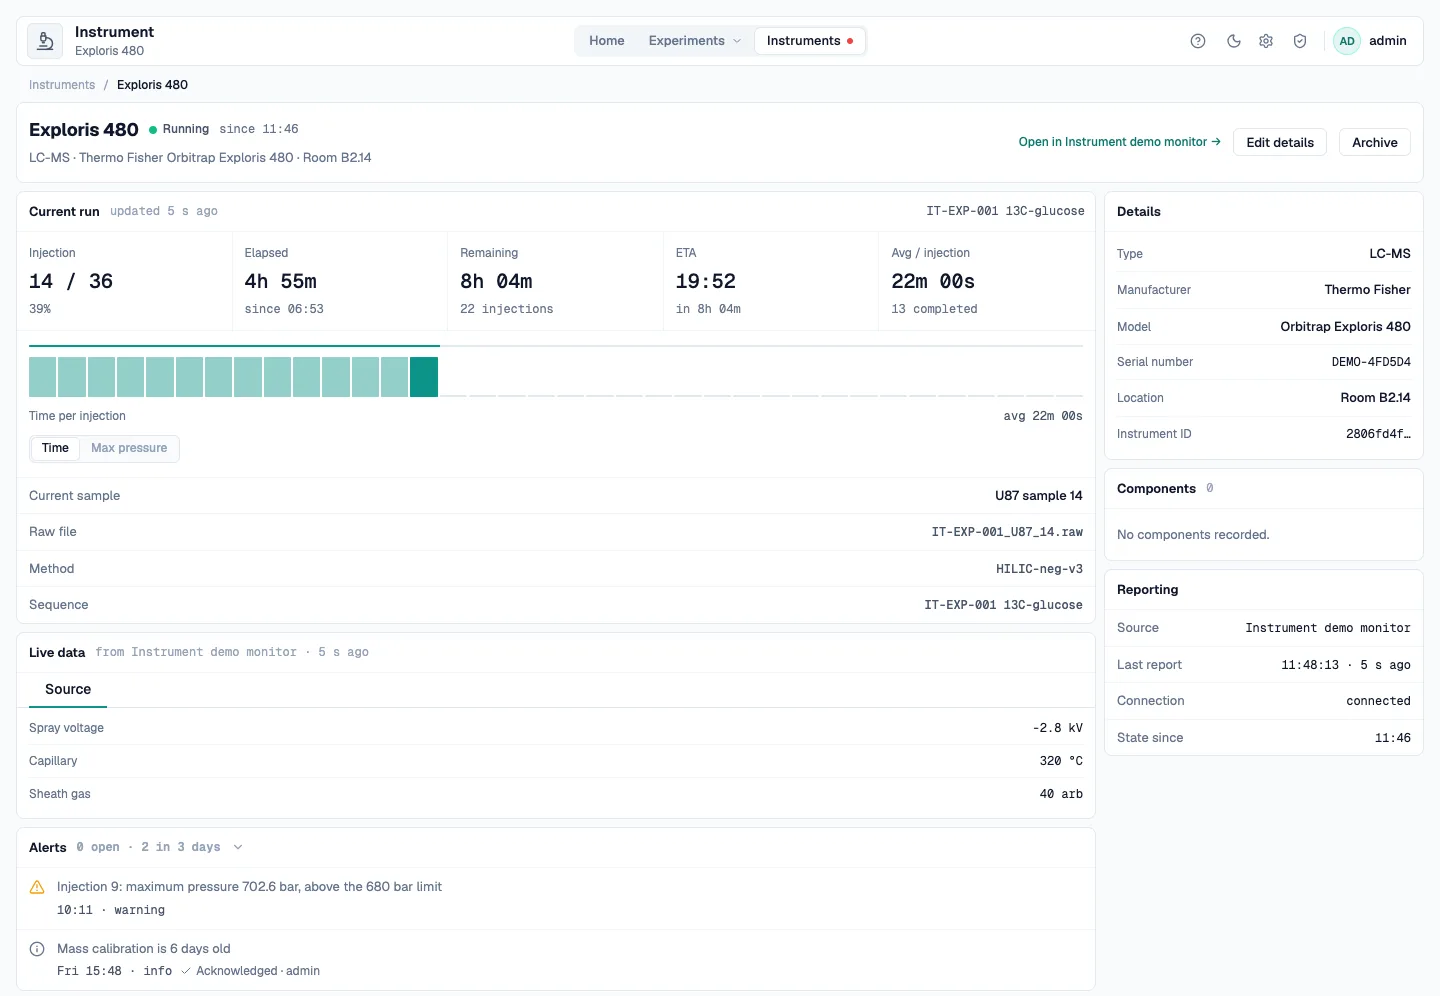 Instrument
Exploris 480
Home
Experiments
Instruments
AD
admin
Instruments / Exploris 480
Exploris 480 Running since 11:46
LC-MS · Thermo Fisher Orbitrap Exploris 480 · Room B2.14
Open in Instrument demo monitor →
Edit details
Archive
Current run updated 5 s ago
IT-EXP-001 13C-glucose
Injection
14 / 36
39%
Elapsed
4h 55m
since 06:53
Remaining
8h 04m
22 injections
ETA
19:52
in 8h 04m
Avg / injection
22m 00s
13 completed
Time per injection
avg 22m 00s
Time
Max pressure
Current sample
U87 sample 14
Raw file
IT-EXP-001_U87_14.raw
Method
HILIC-neg-v3
Sequence
IT-EXP-001 13C-glucose
Live data from Instrument demo monitor · 5 s ago
Source
Spray voltage
-2.8 kV
Capillary
320 °C
Sheath gas
40 arb
Alerts 0 open · 2 in 3 days
Injection 9: maximum pressure 702.6 bar, above the 680 bar limit
10:11 · warning
Mass calibration is 6 days old
Fri 15:48 · info ✓ Acknowledged · admin
Details
Type
LC-MS
Manufacturer
Thermo Fisher
Model
Orbitrap Exploris 480
Serial number
DEMO-4FD5D4
Location
Room B2.14
Instrument ID
2806fd4f…
Components 0
No components recorded.
Reporting
Source
Instrument demo monitor
Last report
11:48:13 · 5 s ago
Connection
connected
State since
11:46